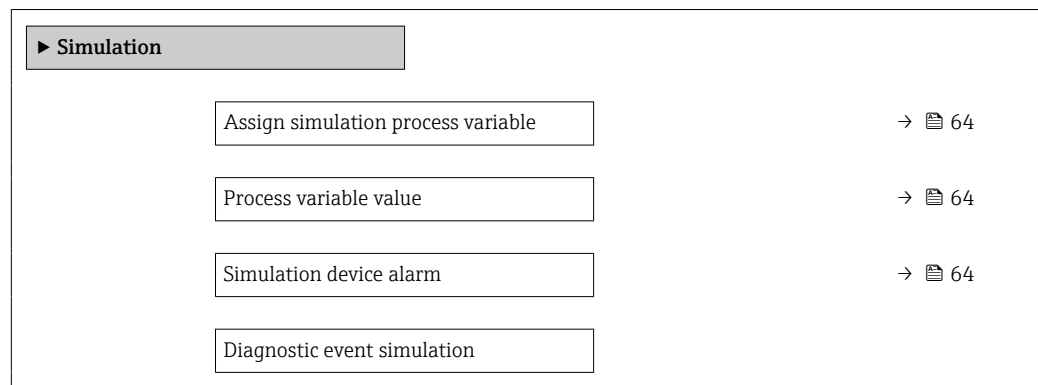 ▶ Simulation
Assign simulation process variable → 64
Process variable value → 64
Simulation device alarm → 64
Diagnostic event simulation